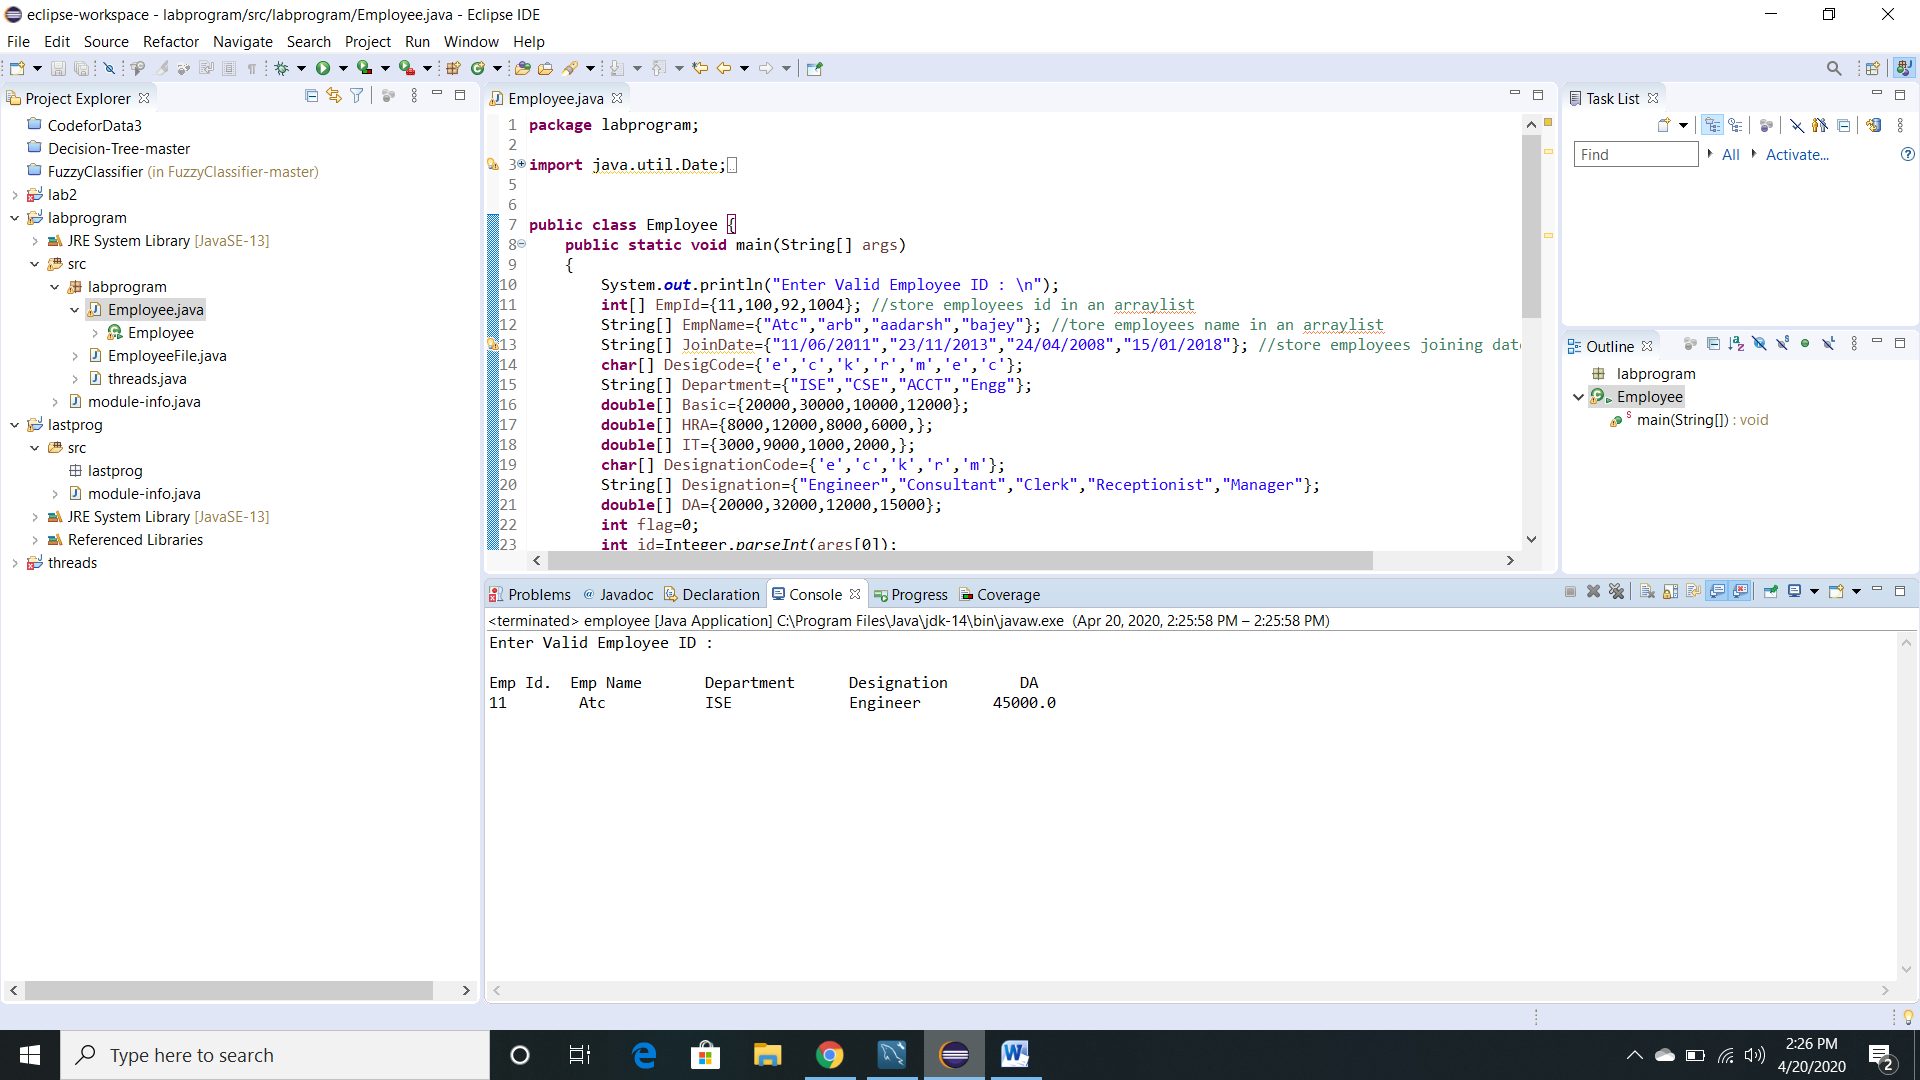 eclipse-workspace - labprogram/src/labprogram/Employee.java - Eclipse IDE
File Edit Source Refactor Navigate Search Project Run Window Help
Project Explorer
CodeforData3
Decision-Tree-master
FuzzyClassifier (in FuzzyClassifier-master)
lab2
labprogram
JRE System Library [JavaSE-13]
src
labprogram
Employee.java
Employee
EmployeeFile.java
threads.java
module-info.java
lastprog
src
lastprog
module-info.java
JRE System Library [JavaSE-13]
Referenced Libraries
threads
Employee.java
1 package labprogram;
2
3 import java.util.Date;
5
6
7 public class Employee {
8 public static void main(String[] args)
9 {
10 System.out.println("Enter Valid Employee ID : \n");
11 int[] EmpId={11,100,92,1004}; //store employees id in an arraylist
12 String[] EmpName={"Atc","arb","aadarsh","bajey"}; //tore employees name in an arraylist
13 String[] JoinDate={"11/06/2011","23/11/2013","24/04/2008","15/01/2018"}; //store employees joining date
14 char[] DesigCode={'e','c','k','r','m','e','c'};
15 String[] Department={"ISE","CSE","ACCT","Engg"};
16 double[] Basic={20000,30000,10000,12000};
17 double[] HRA={8000,12000,8000,6000,};
18 double[] IT={3000,9000,1000,2000,};
19 char[] DesignationCode={'e','c','k','r','m'};
20 String[] Designation={"Engineer","Consultant","Clerk","Receptionist","Manager"};
21 double[] DA={20000,32000,12000,15000};
22 int flag=0;
23 int id=Integer.parseInt(args[0]);
Task List
Find All Activate...
Outline
labprogram
Employee
main(String[]) : void
Problems Javadoc Declaration Console Progress Coverage
<terminated> employee [Java Application] C:\Program Files\Java\jdk-14\bin\javaw.exe (Apr 20, 2020, 2:25:58 PM – 2:25:58 PM)
Enter Valid Employee ID :
Emp Id. Emp Name Department Designation DA
11 Atc ISE Engineer 45000.0
Type here to search
2:26 PM
4/20/2020
2